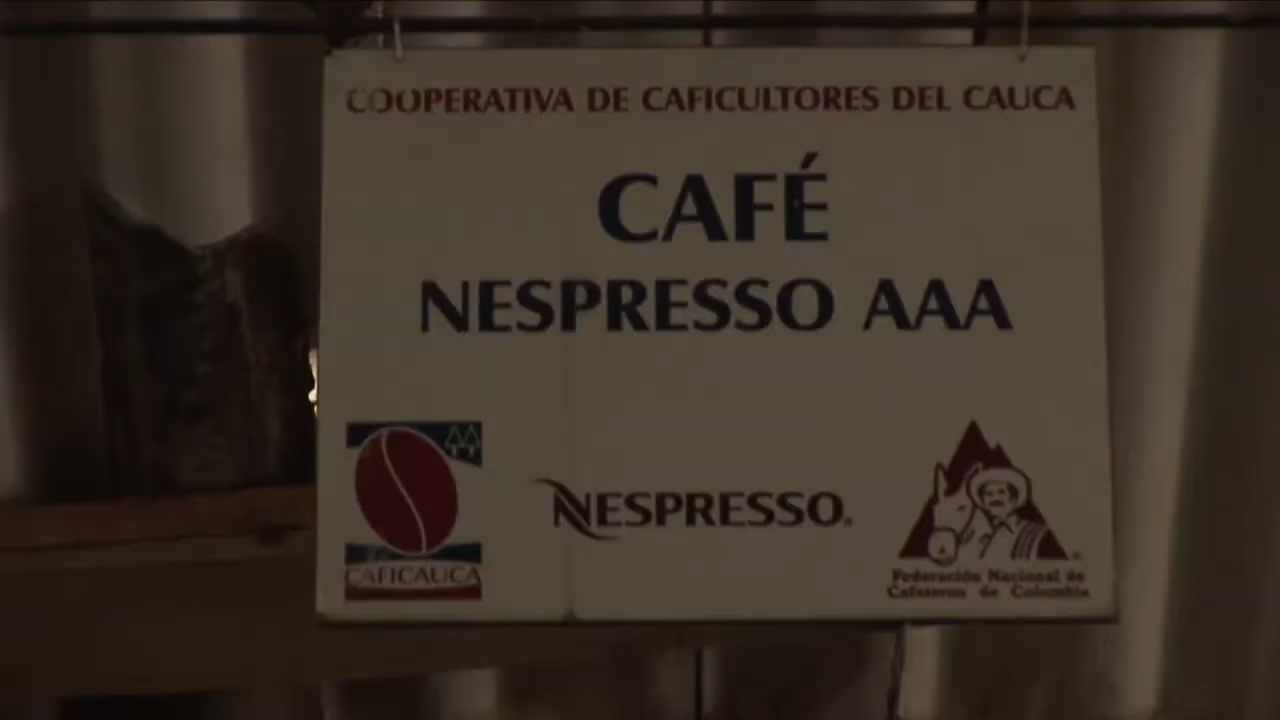 COOPERATIVA DE CAFICULTORES DEL CAUCA
CAFÉ
NESPRESSO AAA
CAFICAUCA
NESPRESSO®
Federación Nacional de
Cafeteros de Colombia